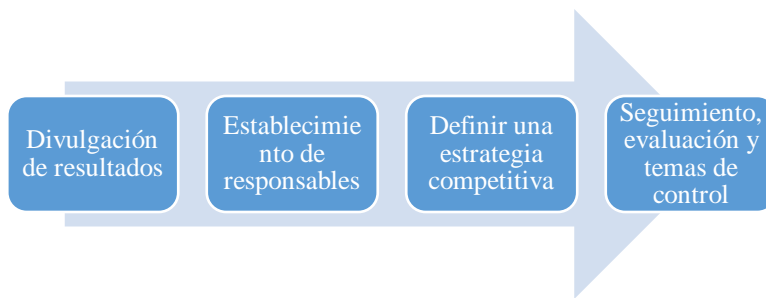 Divulgación
de resultados
Establecimie
nto de
responsables
Definir una
estrategia
competitiva
Seguimiento,
evaluación y
temas de
control